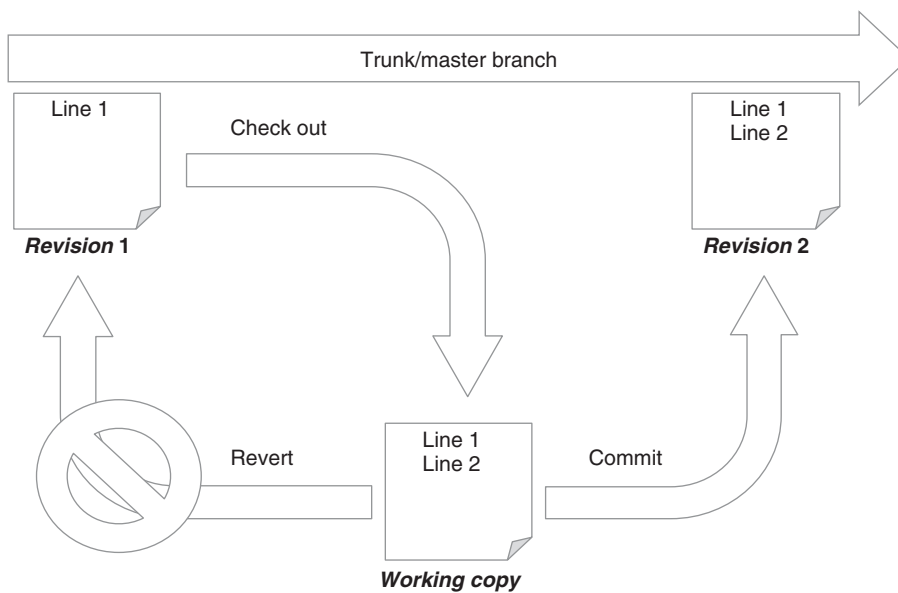 Trunk/master branch
Line 1
Check out
Line 1
Line 2
Revision 1
Revision 2
Revert
Line 1
Line 2
Commit
Working copy